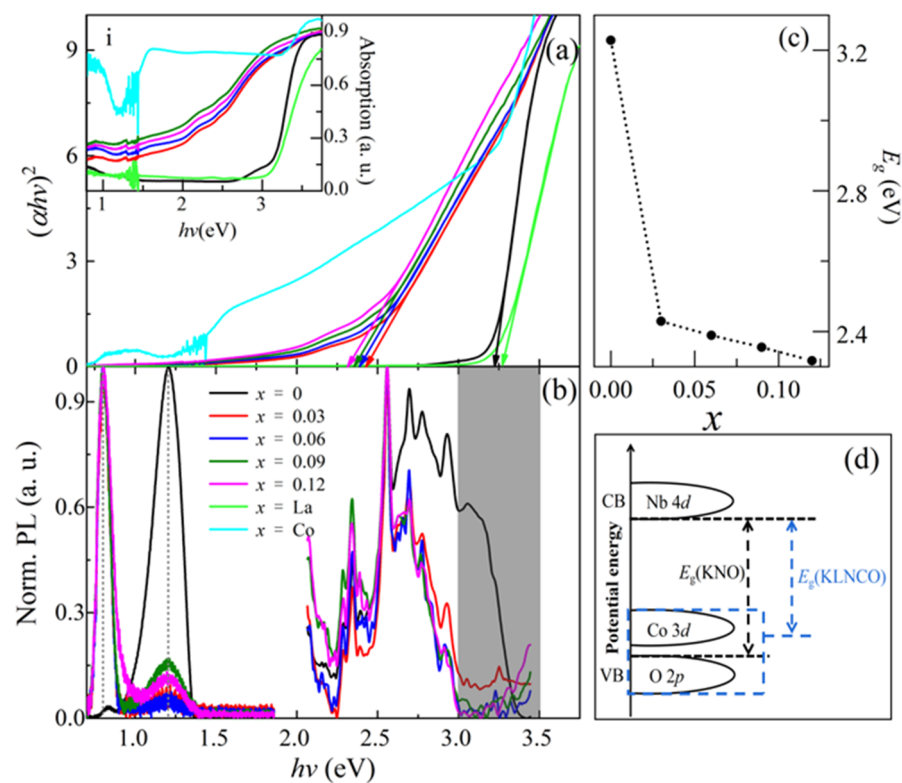 i
(a)
9
6
3
0
(αhν)²
0.9
0.6
0.3
0.0
Absorption (a. u.)
1
2
3
hν(eV)
(c)
3.2
2.8
2.4
E_g (eV)
0.00
0.05
0.10
x
(b)
0.9
0.6
0.3
0.0
Norm. PL (a. u.)
x = 0
x = 0.03
x = 0.06
x = 0.09
x = 0.12
x = La
x = Co
1.0
1.5
2.0
2.5
3.0
3.5
hν (eV)
(d)
Potential energy
CB
Nb 4d
E_g(KNO)
E_g(KLNCO)
Co 3d
VB
O 2p